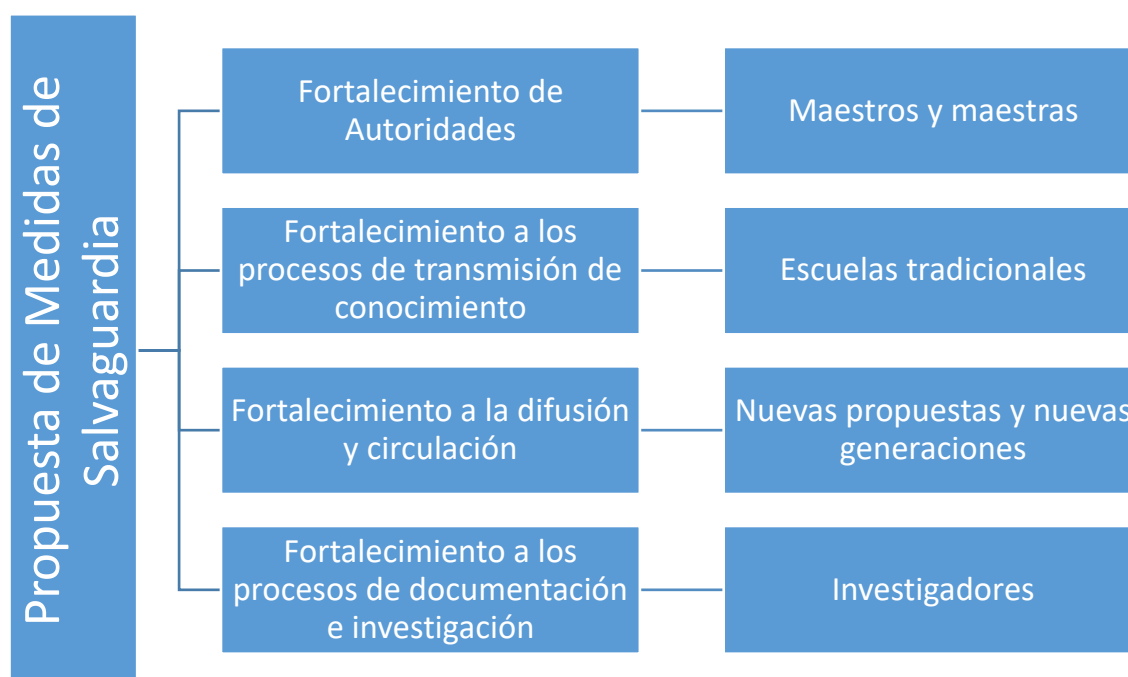 Propuesta de Medidas de
Salvaguardia
Fortalecimiento de
Autoridades
Maestros y maestras
Fortalecimiento a los
procesos de transmisión de
conocimiento
Escuelas tradicionales
Fortalecimiento a la difusión
y circulación
Nuevas propuestas y nuevas
generaciones
Fortalecimiento a los
procesos de documentación
e investigación
Investigadores